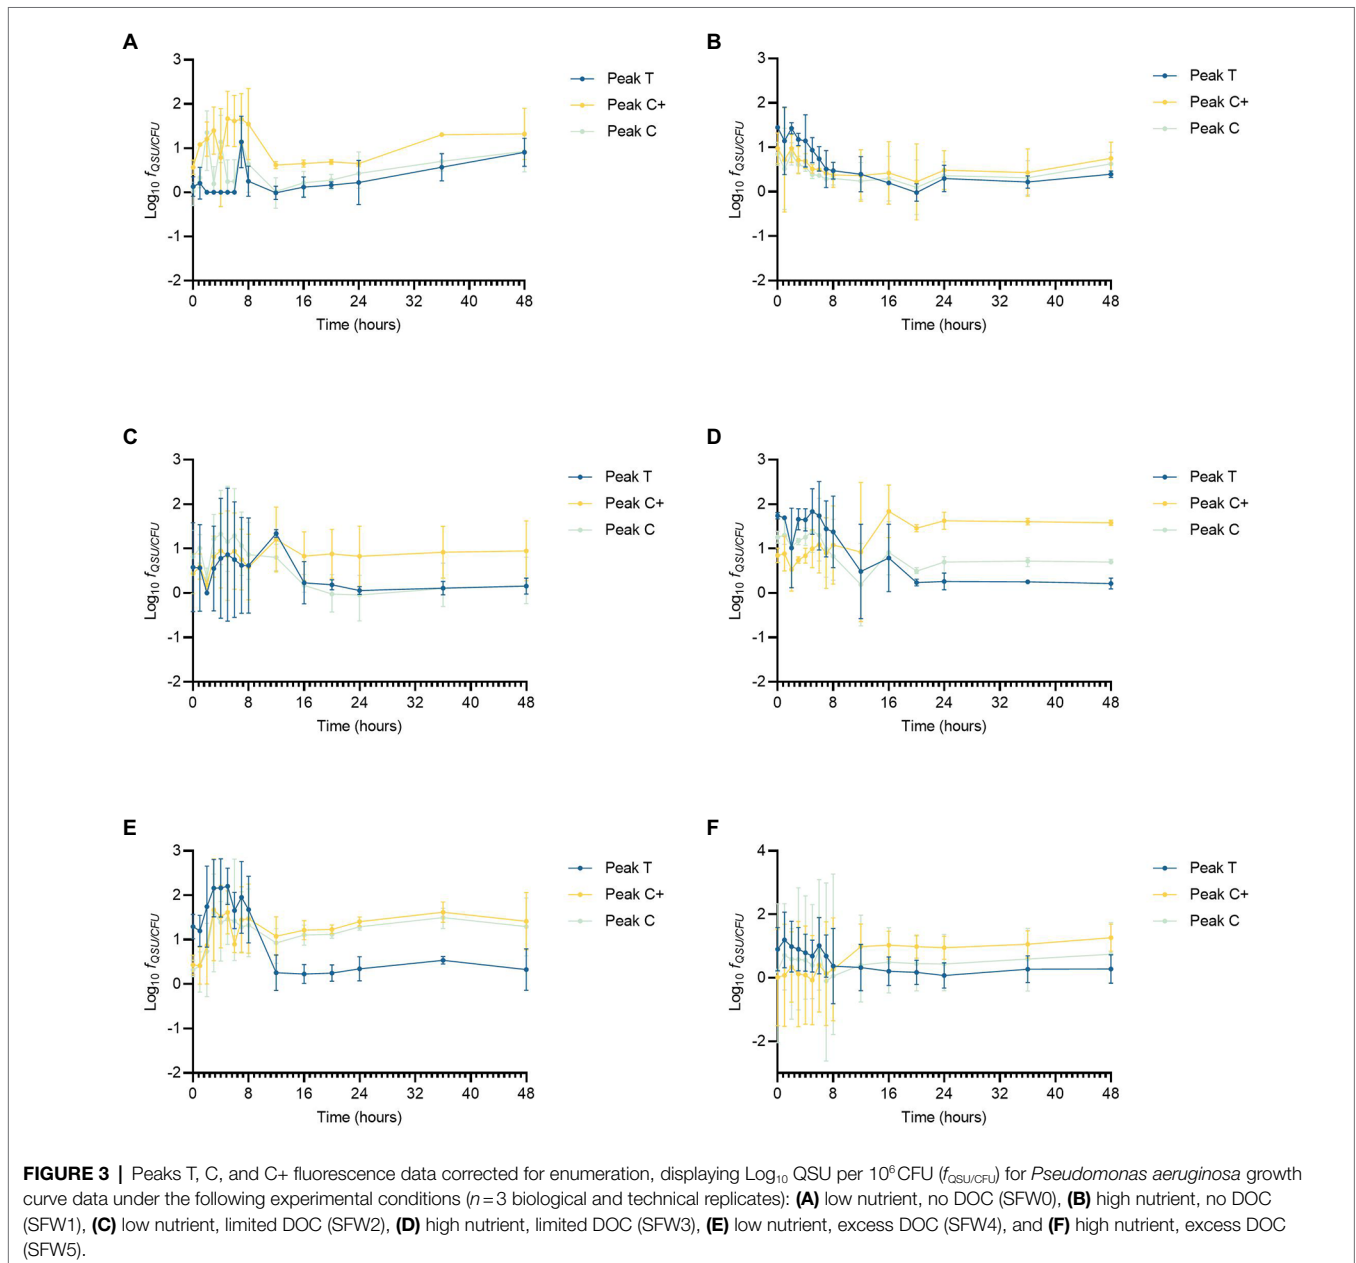 A
3
2
1
0
-1
-2
Log10 fQSU/CFU
0 8 16 24 32 40 48
Time (hours)
Peak T
Peak C+
Peak C
B
3
2
1
0
-1
-2
Log10 fQSU/CFU
0 8 16 24 32 40 48
Time (hours)
Peak T
Peak C+
Peak C
C
3
2
1
0
-1
-2
Log10 fQSU/CFU
0 8 16 24 32 40 48
Time (hours)
Peak T
Peak C+
Peak C
D
3
2
1
0
-1
-2
Log10 fQSU/CFU
0 8 16 24 32 40 48
Time (hours)
Peak T
Peak C+
Peak C
E
3
2
1
0
-1
-2
Log10 fQSU/CFU
0 8 16 24 32 40 48
Time (hours)
Peak T
Peak C+
Peak C
F
4
2
0
-2
Log10 fQSU/CFU
0 8 16 24 32 40 48
Time (hours)
Peak T
Peak C+
Peak C
FIGURE 3 | Peaks T, C, and C+ fluorescence data corrected for enumeration, displaying Log10 QSU per 10⁶ CFU (fQSU/CFU) for Pseudomonas aeruginosa growth
curve data under the following experimental conditions (n = 3 biological and technical replicates): (A) low nutrient, no DOC (SFW0), (B) high nutrient, no DOC
(SFW1), (C) low nutrient, limited DOC (SFW2), (D) high nutrient, limited DOC (SFW3), (E) low nutrient, excess DOC (SFW4), and (F) high nutrient, excess DOC
(SFW5).